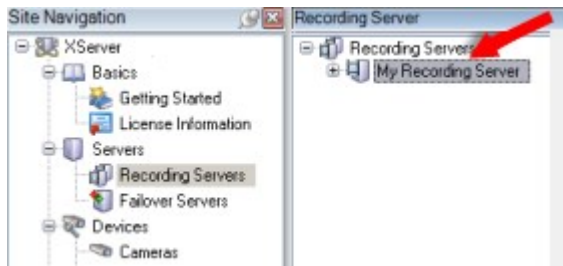 Site Navigation
XServer
Basics
Getting Started
License Information
Servers
Recording Servers
Failover Servers
Devices
Cameras
Recording Server
Recording Servers
My Recording Server